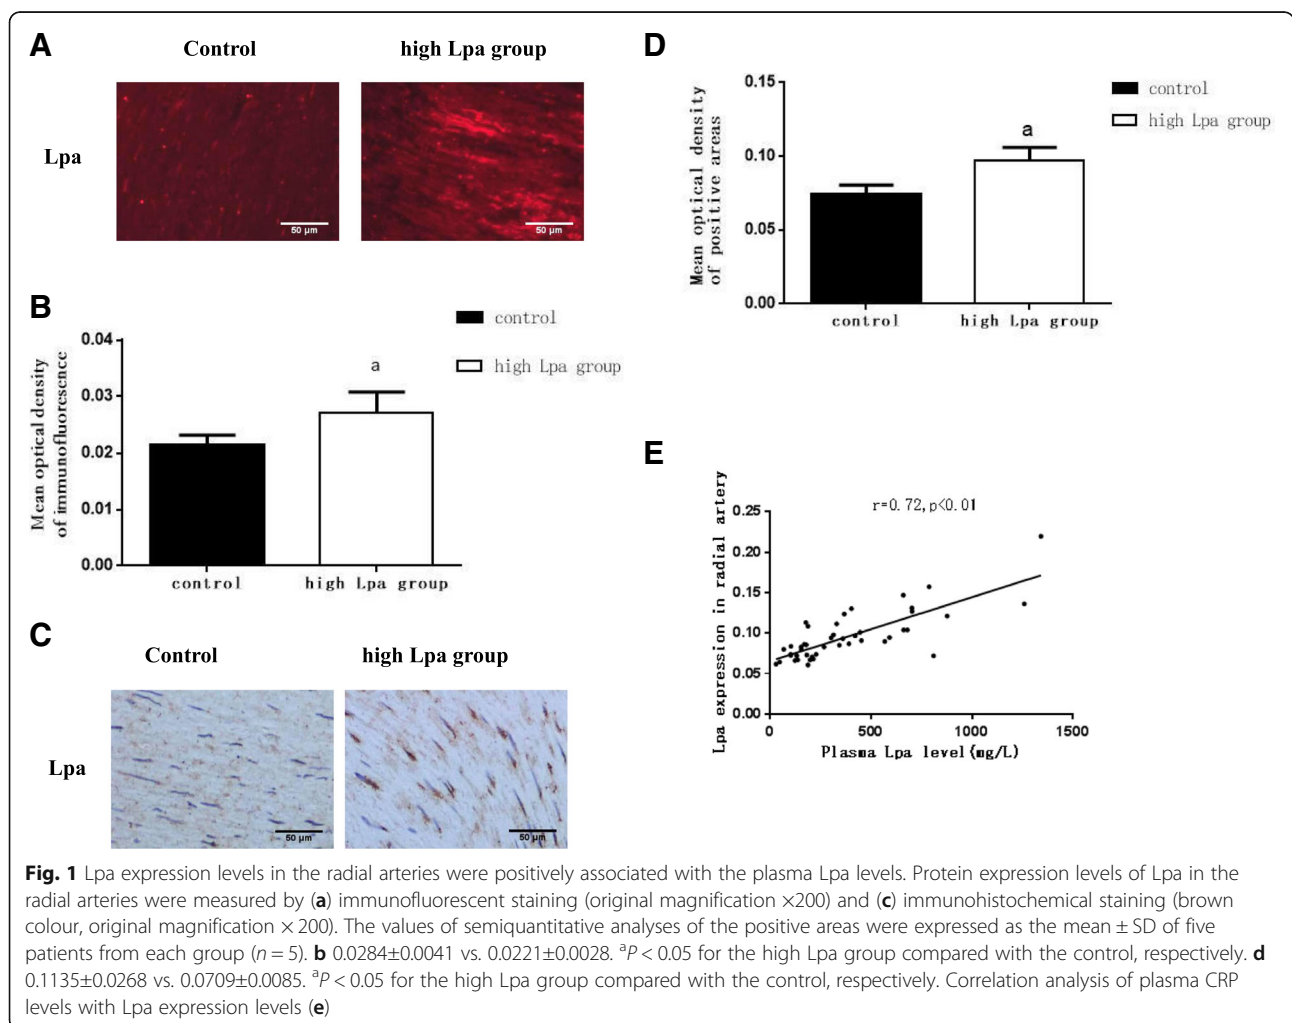 A
Control
high Lpa group
Lpa
50 µm
50 µm
B
Mean optical density
of immunofluoresence
0.04
0.03
0.02
0.01
0.00
a
control
high Lpa group
control
high Lpa group
C
Control
high Lpa group
Lpa
50 µm
50 µm
D
Mean optical density
of positive areas
0.15
0.10
0.05
0.00
a
control
high Lpa group
control
high Lpa group
E
Lpa expression in radial artery
r=0.72, p<0.01
0.25
0.20
0.15
0.10
0.05
0.00
0
500
1000
1500
Plasma Lpa level(mg/L)
Fig. 1 Lpa expression levels in the radial arteries were positively associated with the plasma Lpa levels. Protein expression levels of Lpa in the
radial arteries were measured by (a) immunofluorescent staining (original magnification ×200) and (c) immunohistochemical staining (brown
colour, original magnification × 200). The values of semiquantitative analyses of the positive areas were expressed as the mean ± SD of five
patients from each group (n = 5). b 0.0284±0.0041 vs. 0.0221±0.0028. aP < 0.05 for the high Lpa group compared with the control, respectively. d
0.1135±0.0268 vs. 0.0709±0.0085. aP < 0.05 for the high Lpa group compared with the control, respectively. Correlation analysis of plasma CRP
levels with Lpa expression levels (e)